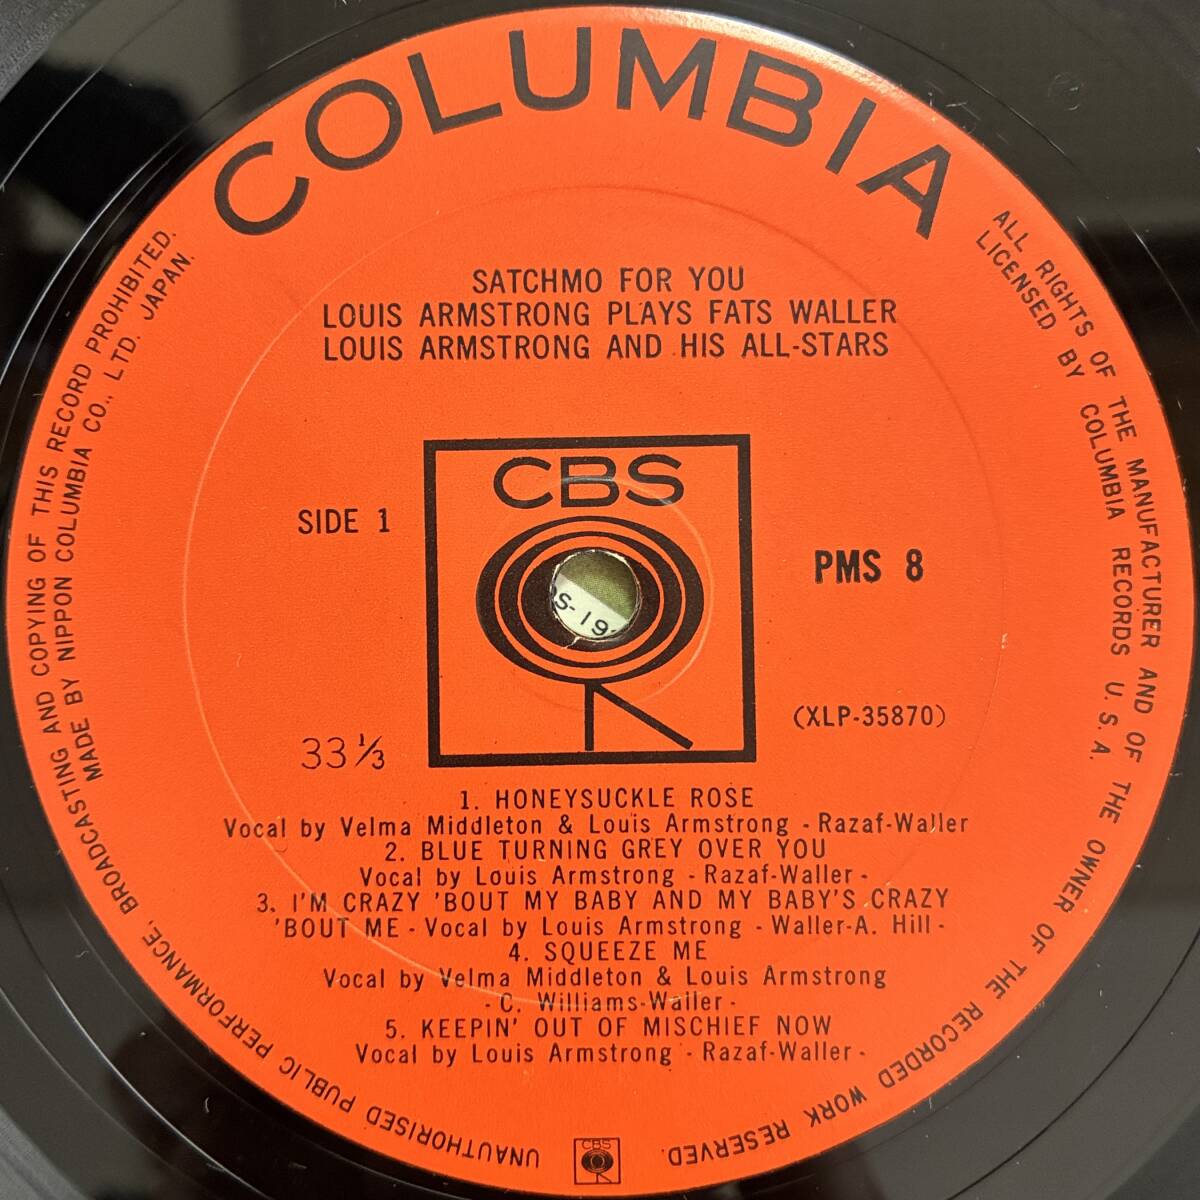 COLUMBIA
SATCHMO FOR YOU
LOUIS ARMSTRONG PLAYS FATS WALLER
LOUIS ARMSTRONG AND HIS ALL-STARS
CBS
SIDE 1
PMS 8
(XLP-35870)
33 1/3
1. HONEYSUCKLE ROSE
Vocal by Velma Middleton & Louis Armstrong - Razaf-Waller
2. BLUE TURNING GREY OVER YOU
Vocal by Louis Armstrong - Razaf-Waller -
3. I'M CRAZY 'BOUT MY BABY AND MY BABY'S CRAZY
'BOUT ME - Vocal by Louis Armstrong - Waller-A. Hill -
4. SQUEEZE ME
Vocal by Velma Middleton & Louis Armstrong
- C. Williams-Waller -
5. KEEPIN' OUT OF MISCHIEF NOW
Vocal by Louis Armstrong - Razaf-Waller -
ALL RIGHTS OF THE MANUFACTURER AND OF THE OWNER OF THE RECORDED WORK RESERVED.
LICENSED BY COLUMBIA RECORDS U.S.A.
CBS
UNAUTHORISED PUBLIC PERFORMANCE, BROADCASTING AND COPYING OF THIS RECORD PROHIBITED.
MADE BY NIPPON COLUMBIA CO., LTD. JAPAN.